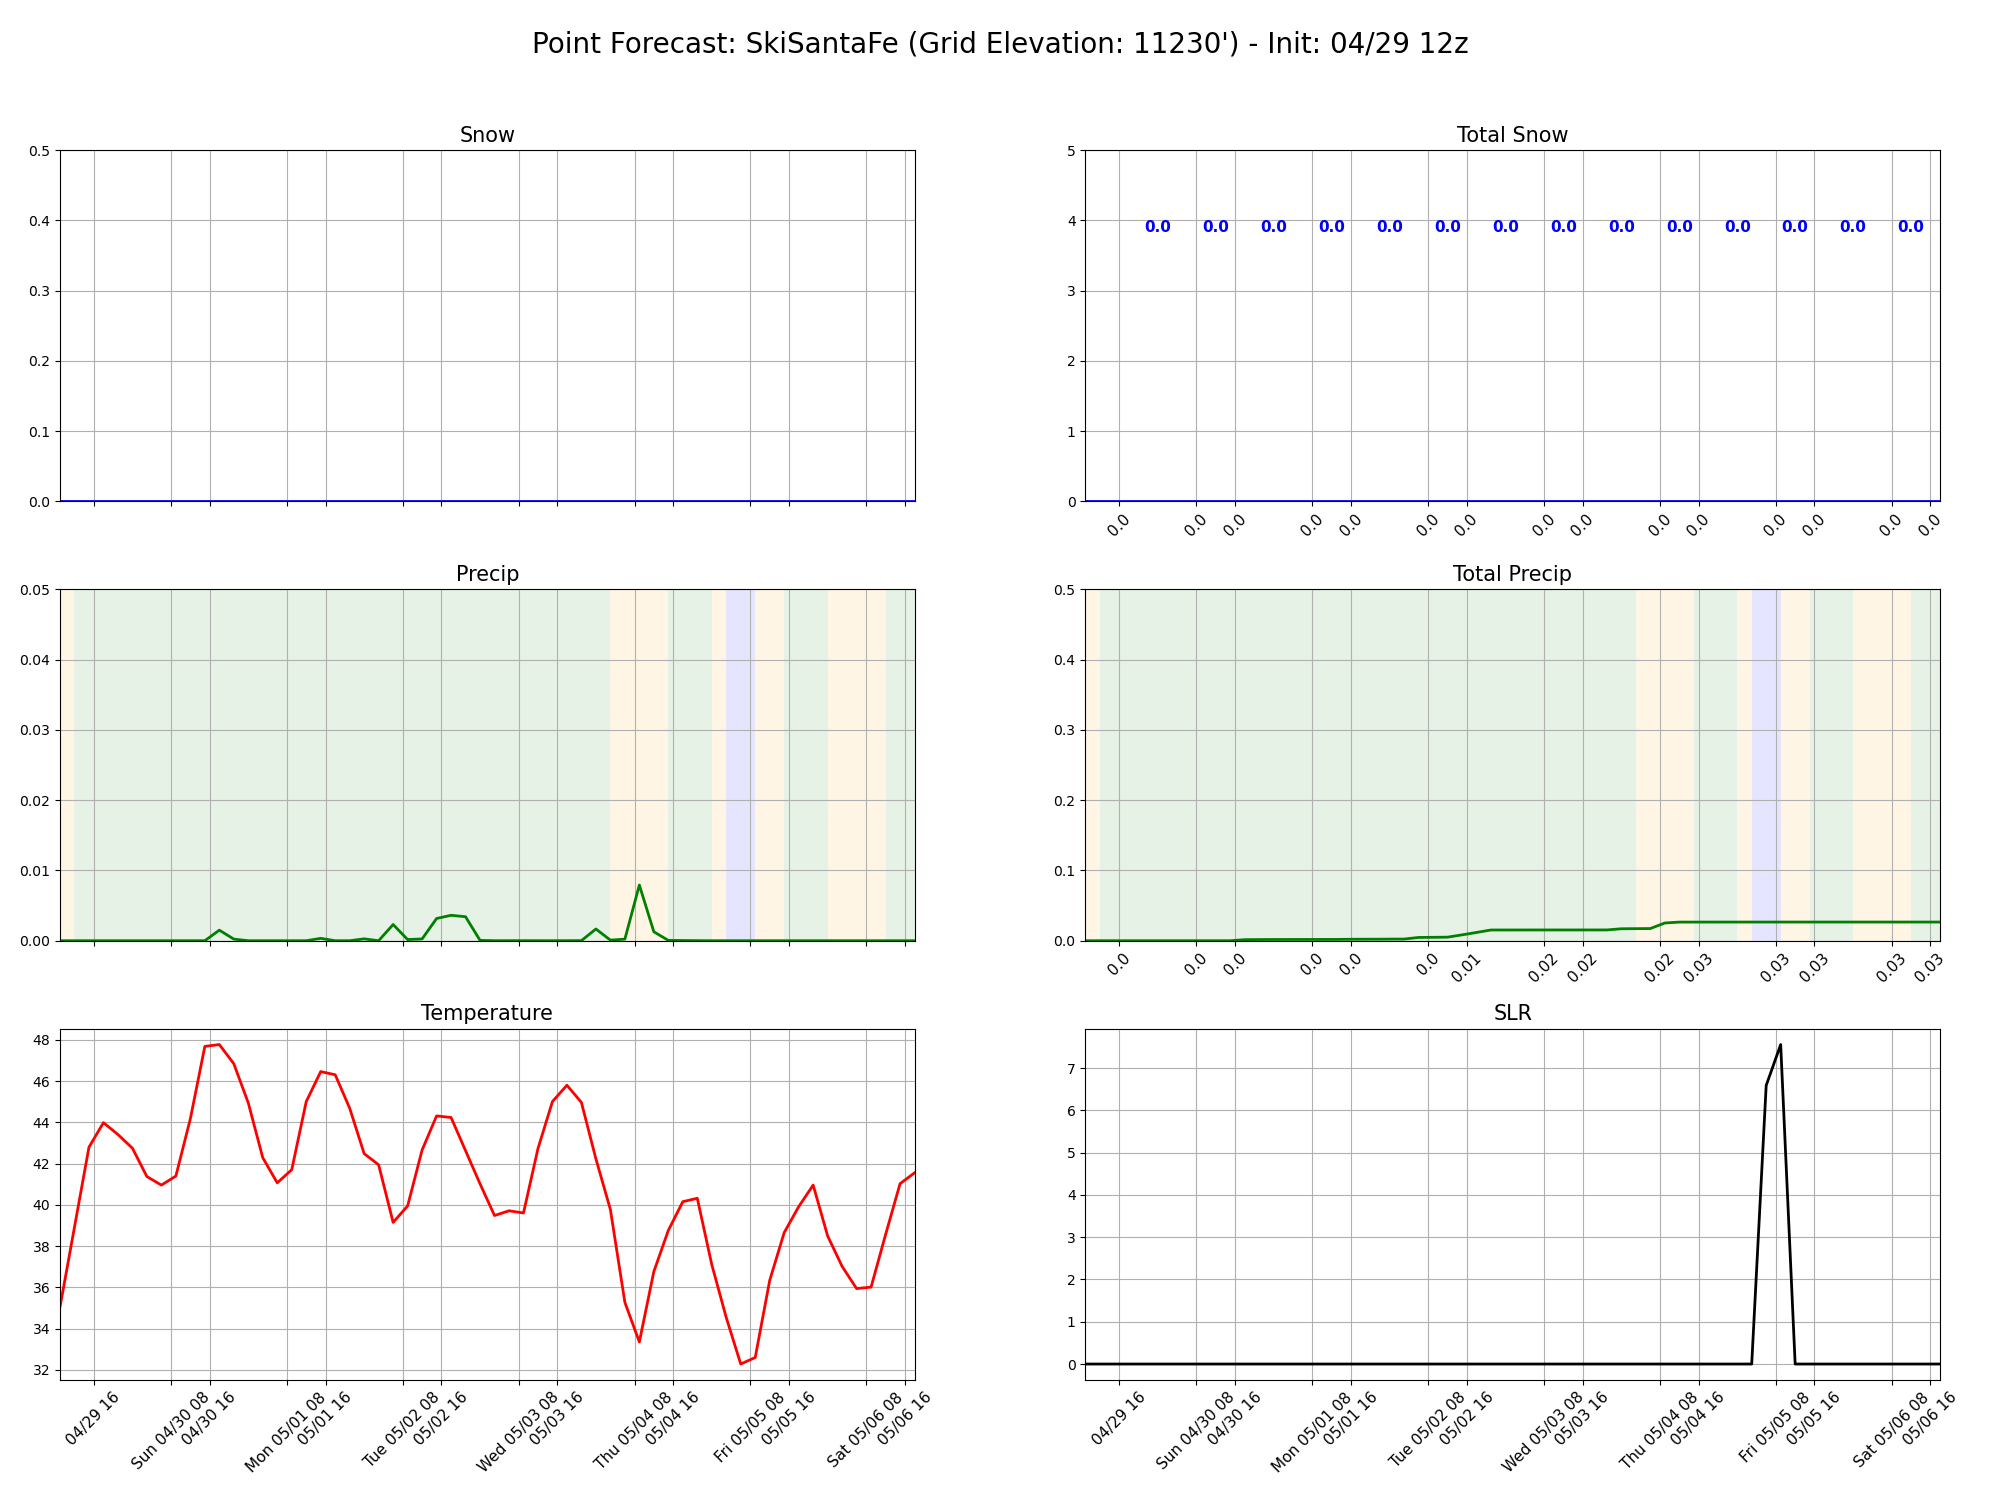 Point Forecast: SkiSantaFe (Grid Elevation: 11230') - Init: 04/29 12z
Snow
0.5
0.4
0.3
0.2
0.1
0.0
Total Snow
5
4
3
2
1
0
0.0 0.0 0.0 0.0 0.0 0.0 0.0 0.0 0.0 0.0 0.0 0.0 0.0 0.0
0.0 0.0 0.0 0.0 0.0 0.0 0.0 0.0 0.0 0.0 0.0 0.0 0.0 0.0 0.0
Precip
0.05
0.04
0.03
0.02
0.01
0.00
Total Precip
0.5
0.4
0.3
0.2
0.1
0.0
0.0 0.0 0.0 0.0 0.0 0.0 0.01 0.02 0.02 0.02 0.03 0.03 0.03 0.03 0.03
Temperature
48
46
44
42
40
38
36
34
32
04/29 16
Sun 04/30 08
04/30 16
Mon 05/01 08
05/01 16
Tue 05/02 08
05/02 16
Wed 05/03 08
05/03 16
Thu 05/04 08
05/04 16
Fri 05/05 08
05/05 16
Sat 05/06 08
05/06 16
SLR
7
6
5
4
3
2
1
0
04/29 16
Sun 04/30 08
04/30 16
Mon 05/01 08
05/01 16
Tue 05/02 08
05/02 16
Wed 05/03 08
05/03 16
Thu 05/04 08
05/04 16
Fri 05/05 08
05/05 16
Sat 05/06 08
05/06 16